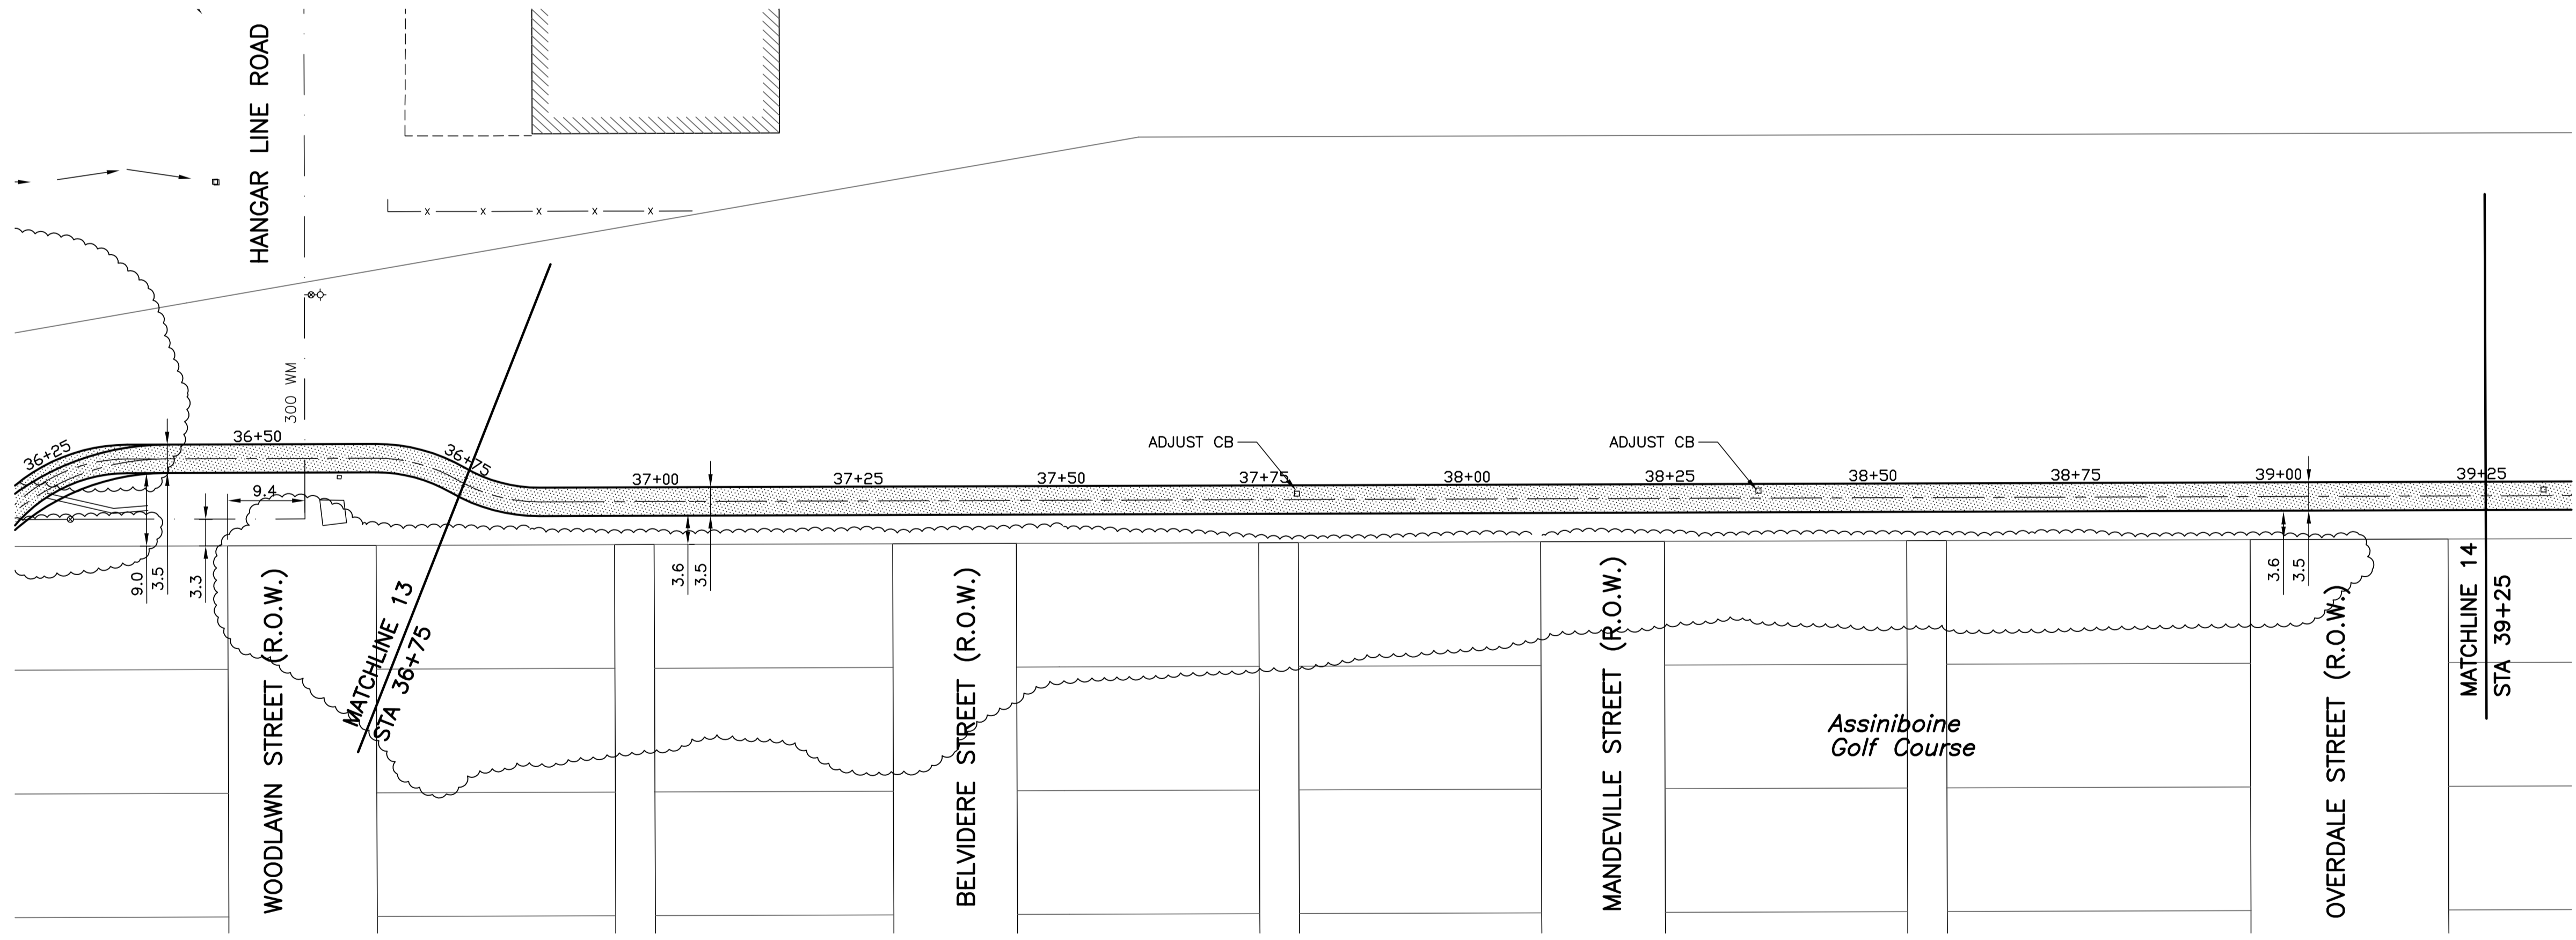 HANGAR LINE ROAD
x x x x x
300 WM
36+25
36+50
36+75
37+00
37+25
37+50
37+75
38+00
38+25
38+50
38+75
39+00
39+25
ADJUST CB
ADJUST CB
9.4
9.0
3.5
3.3
3.6
3.5
3.6
3.5
MATCHLINE 13
STA 36+75
MATCHLINE 14
STA 39+25
WOODLAWN STREET (R.O.W.)
BELVIDERE STREET (R.O.W.)
MANDEVILLE STREET (R.O.W.)
Assiniboine
Golf Course
OVERDALE STREET (R.O.W.)